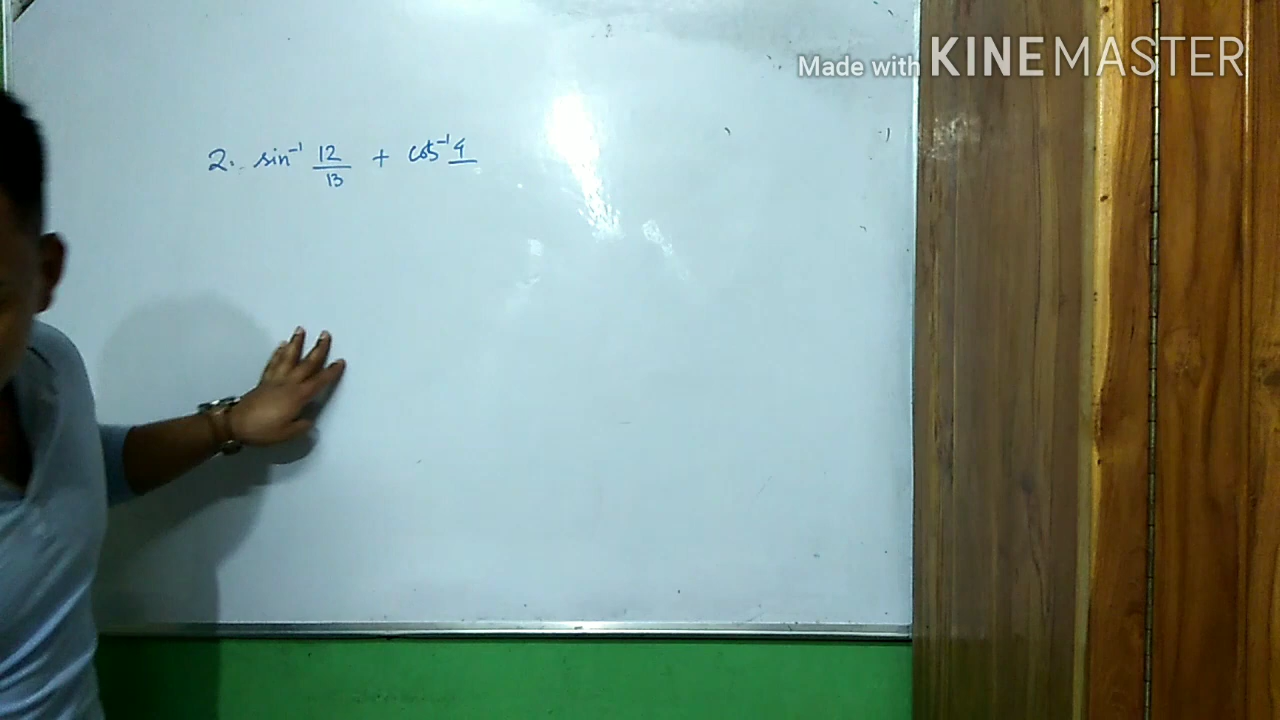 Made with KINEMASTER
2. sin⁻¹ 12/13 + cos⁻¹ 4/